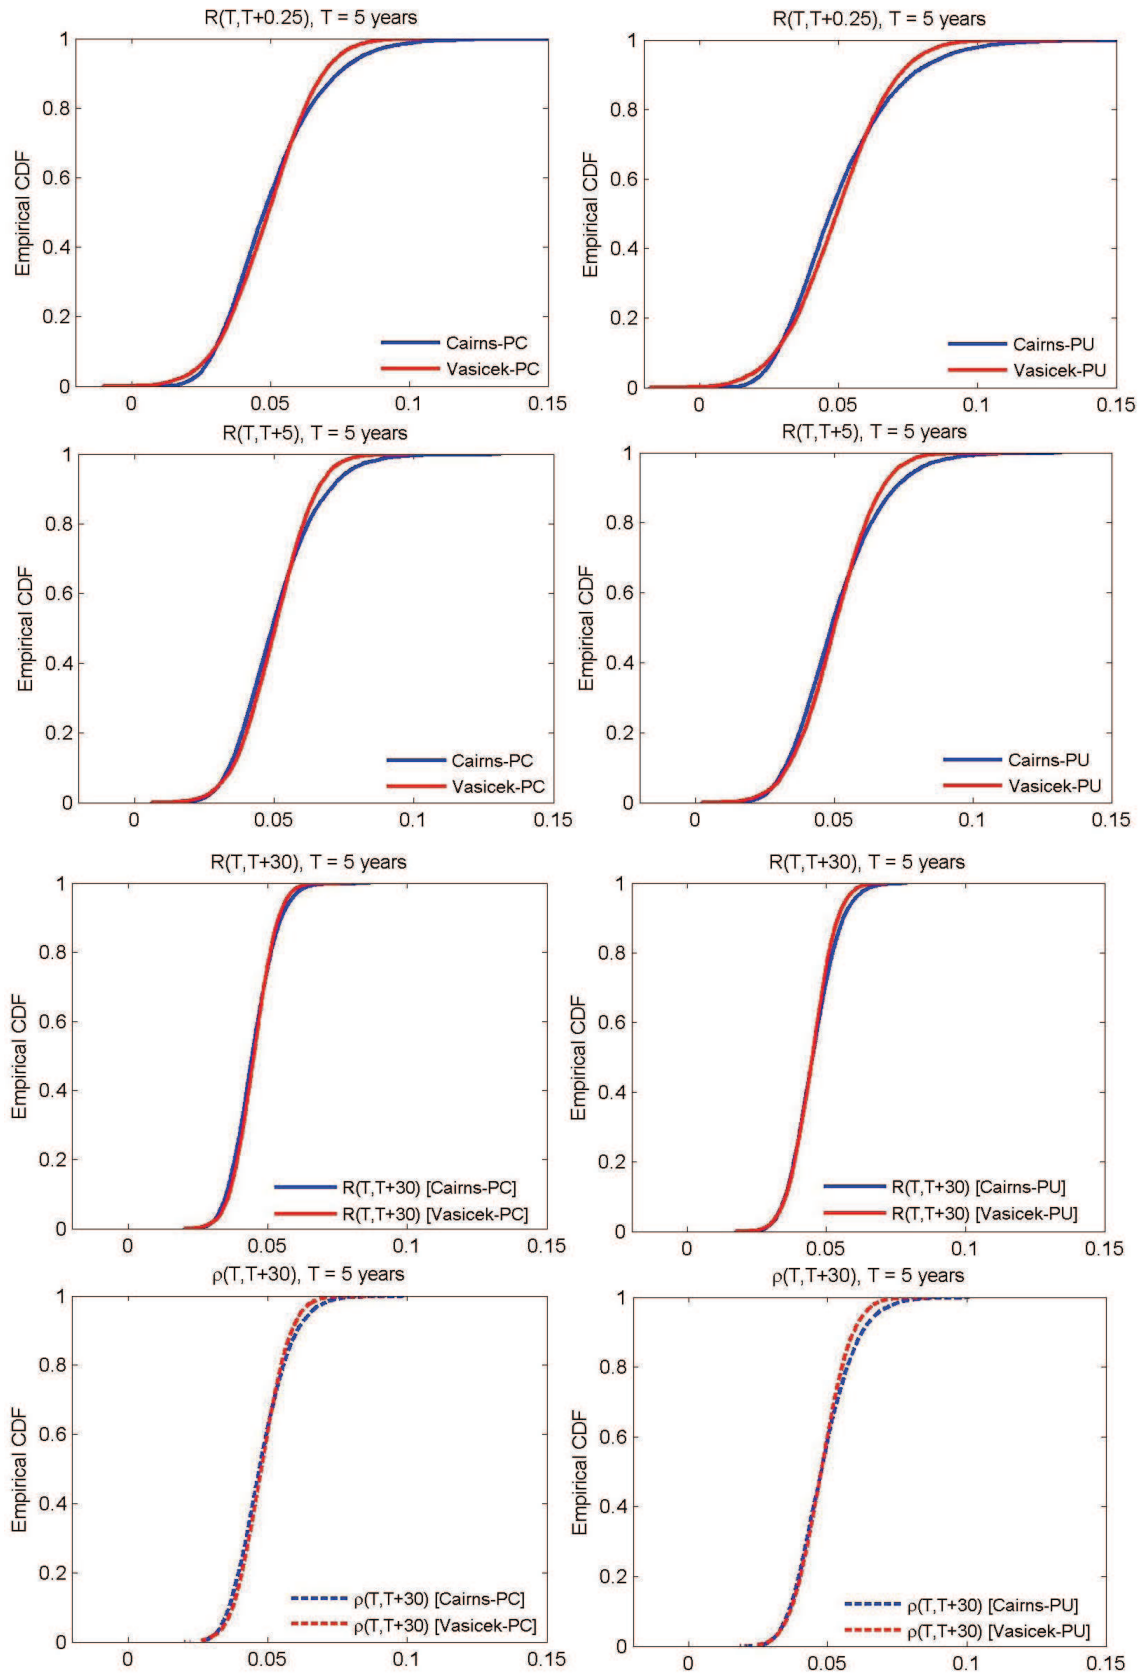 R(T,T+0.25), T = 5 years
1
0.8
0.6
0.4
0.2
0
Empirical CDF
Cairns-PC
Vasicek-PC
0 0.05 0.1 0.15
R(T,T+0.25), T = 5 years
1
0.8
0.6
0.4
0.2
0
Empirical CDF
Cairns-PU
Vasicek-PU
0 0.05 0.1 0.15
R(T,T+5), T = 5 years
1
0.8
0.6
0.4
0.2
0
Empirical CDF
Cairns-PC
Vasicek-PC
0 0.05 0.1 0.15
R(T,T+5), T = 5 years
1
0.8
0.6
0.4
0.2
0
Empirical CDF
Cairns-PU
Vasicek-PU
0 0.05 0.1 0.15
R(T,T+30), T = 5 years
1
0.8
0.6
0.4
0.2
0
Empirical CDF
R(T,T+30) [Cairns-PC]
R(T,T+30) [Vasicek-PC]
0 0.05 0.1 0.15
R(T,T+30), T = 5 years
1
0.8
0.6
0.4
0.2
0
Empirical CDF
R(T,T+30) [Cairns-PU]
R(T,T+30) [Vasicek-PU]
0 0.05 0.1 0.15
ρ(T,T+30), T = 5 years
1
0.8
0.6
0.4
0.2
0
Empirical CDF
ρ(T,T+30) [Cairns-PC]
ρ(T,T+30) [Vasicek-PC]
0 0.05 0.1 0.15
ρ(T,T+30), T = 5 years
1
0.8
0.6
0.4
0.2
0
Empirical CDF
ρ(T,T+30) [Cairns-PU]
ρ(T,T+30) [Vasicek-PU]
0 0.05 0.1 0.15